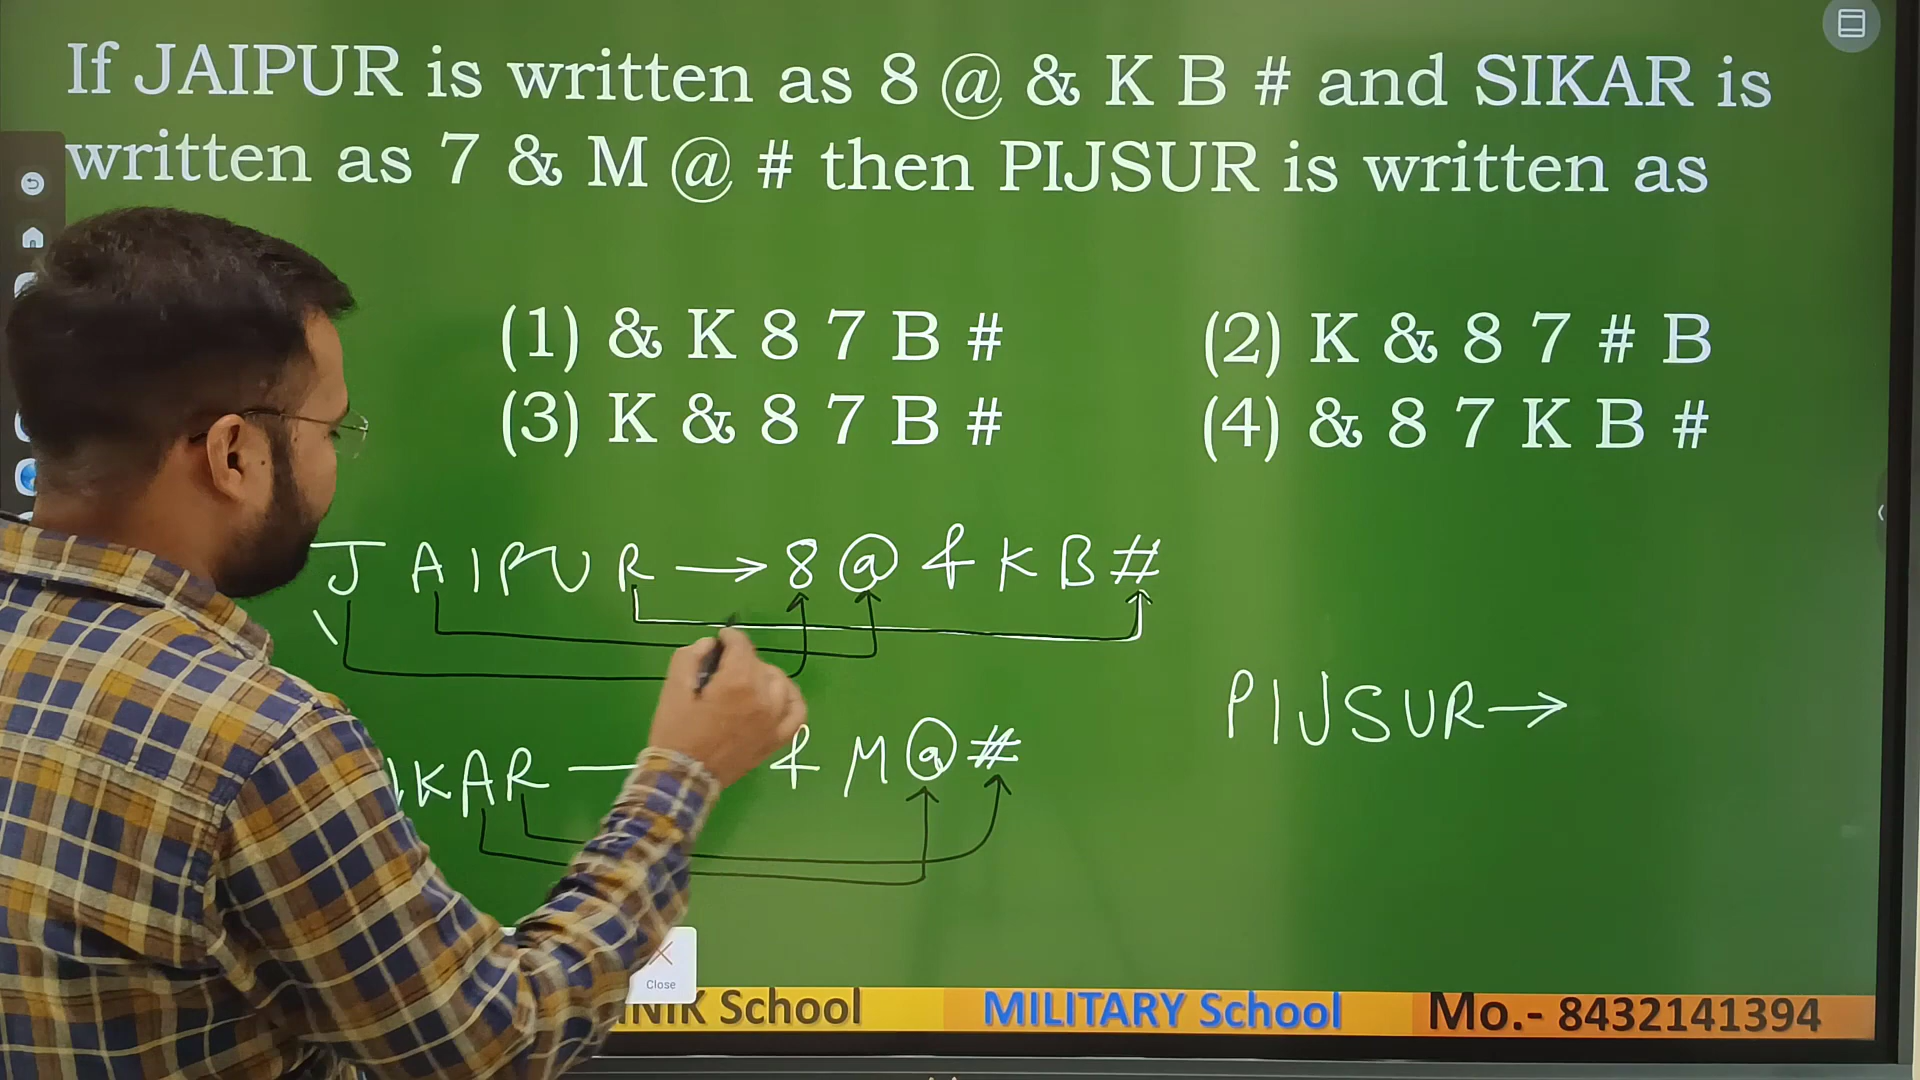 If JAIPUR is written as 8 @ & K B # and SIKAR is
written as 7 & M @ # then PIJSUR is written as
(1) & K 8 7 B # (2) K & 8 7 # B
(3) K & 8 7 B # (4) & 8 7 K B #
JAIPUR → 8 @ & K B #
KAR — & M @ #
PIJSUR →
Close
School MILITARY School Mo.- 8432141394